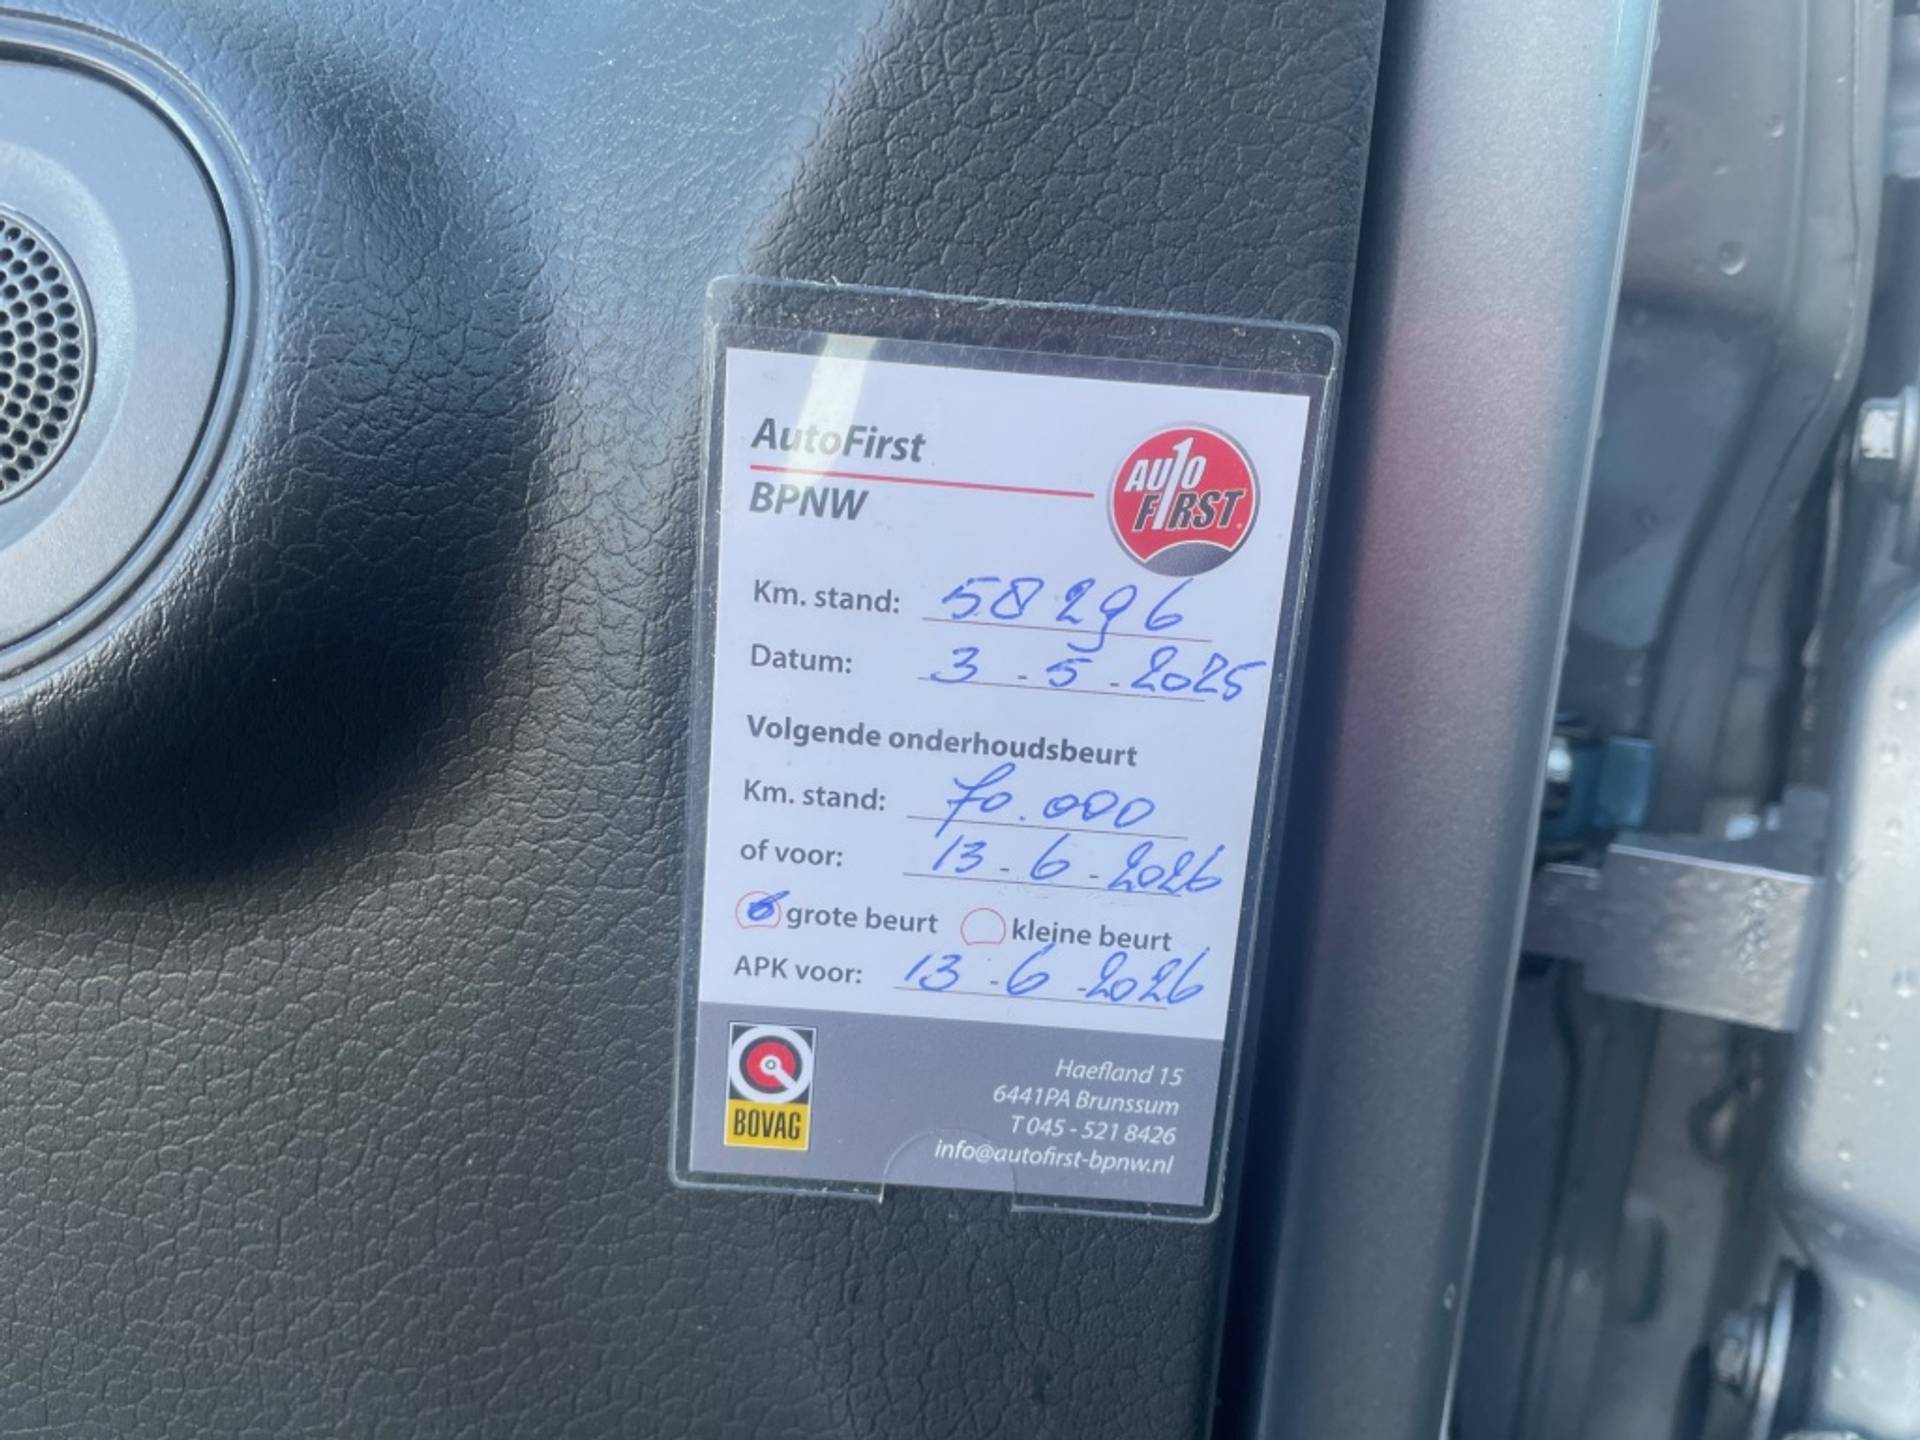 AutoFirst
BPNW
AUTO
FIRST
Km. stand: 58296
Datum: 3-5-2025
Volgende onderhoudsbeurt
Km. stand: 70.000
of voor: 13-6-2026
grote beurt kleine beurt
APK voor: 13-6-2026
BOVAG
Haefland 15
6441PA Brunssum
T 045 - 521 8426
info@autofirst-bpnw.nl